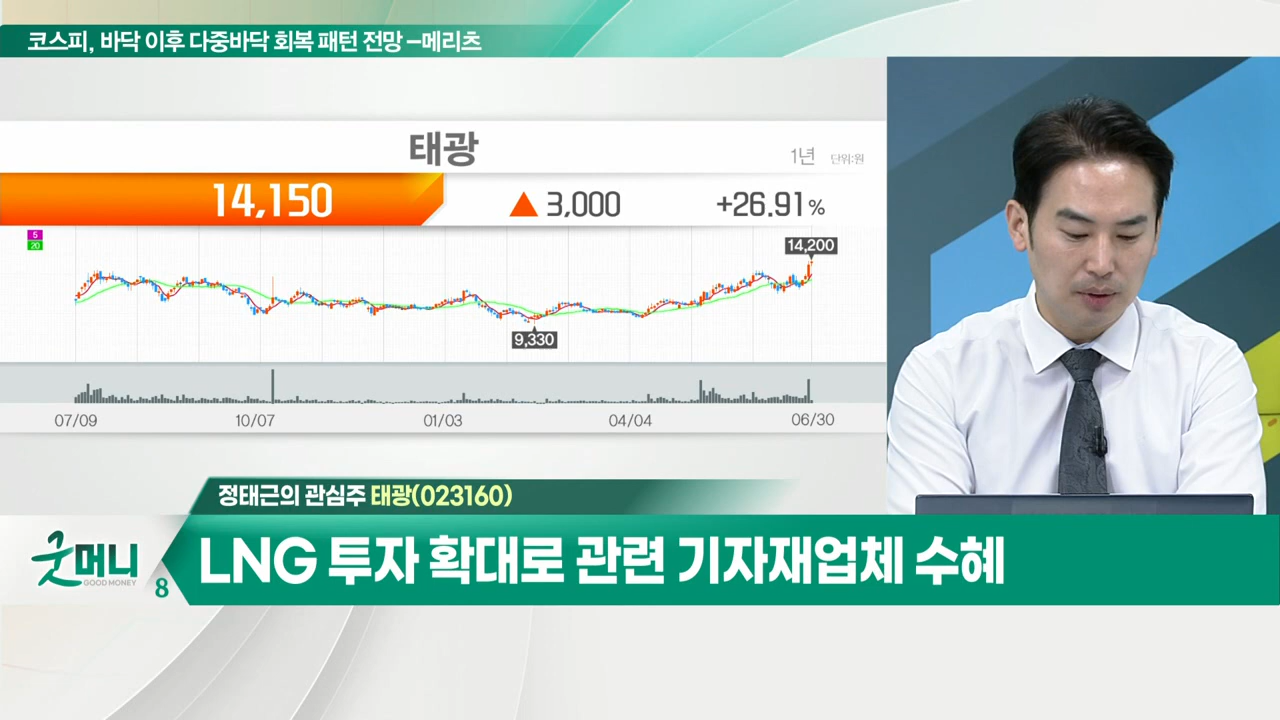 코스피, 바닥 이후 다중바닥 회복 패턴 전망 –메리츠
태광
1년 단위:원
14,150 ▲ 3,000 +26.91%
5
20
14,200
9,330
07/09 10/07 01/03 04/04 06/30
정태근의 관심주 태광(023160)
굿머니
GOOD MONEY
8
LNG 투자 확대로 관련 기자재업체 수혜